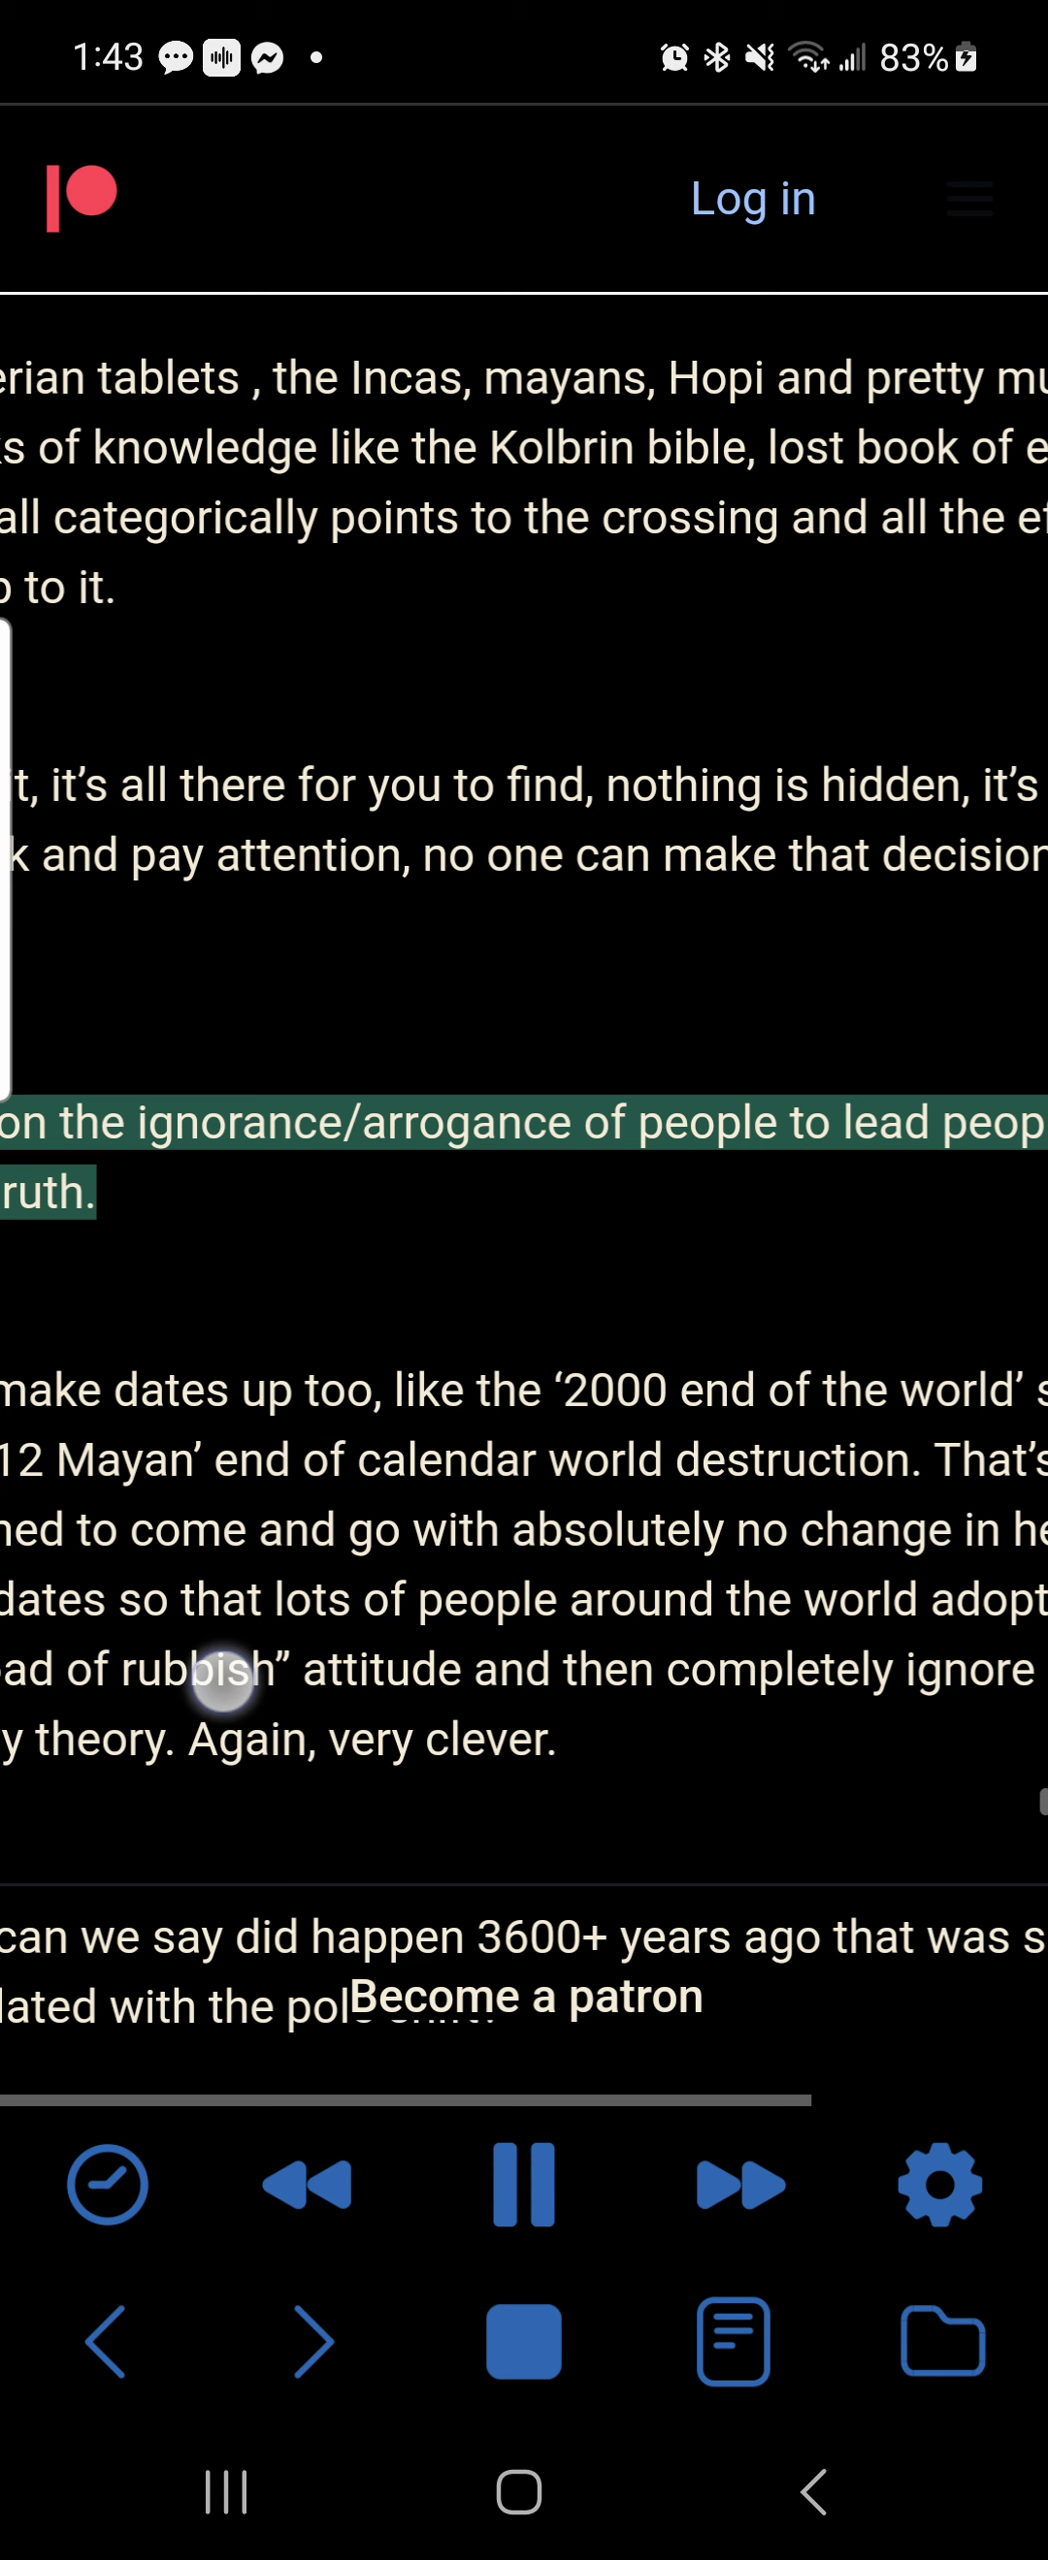 1:43
83%
Log in
erian tablets , the Incas, mayans, Hopi and pretty mu
s of knowledge like the Kolbrin bible, lost book of e
all categorically points to the crossing and all the ef
to it.
it, it’s all there for you to find, nothing is hidden, it’s
k and pay attention, no one can make that decision
on the ignorance/arrogance of people to lead peop
ruth.
make dates up too, like the ‘2000 end of the world’ s
12 Mayan’ end of calendar world destruction. That’s
ned to come and go with absolutely no change in he
dates so that lots of people around the world adopt
ad of rubbish” attitude and then completely ignore
y theory. Again, very clever.
can we say did happen 3600+ years ago that was s
lated with the pol
Become a patron